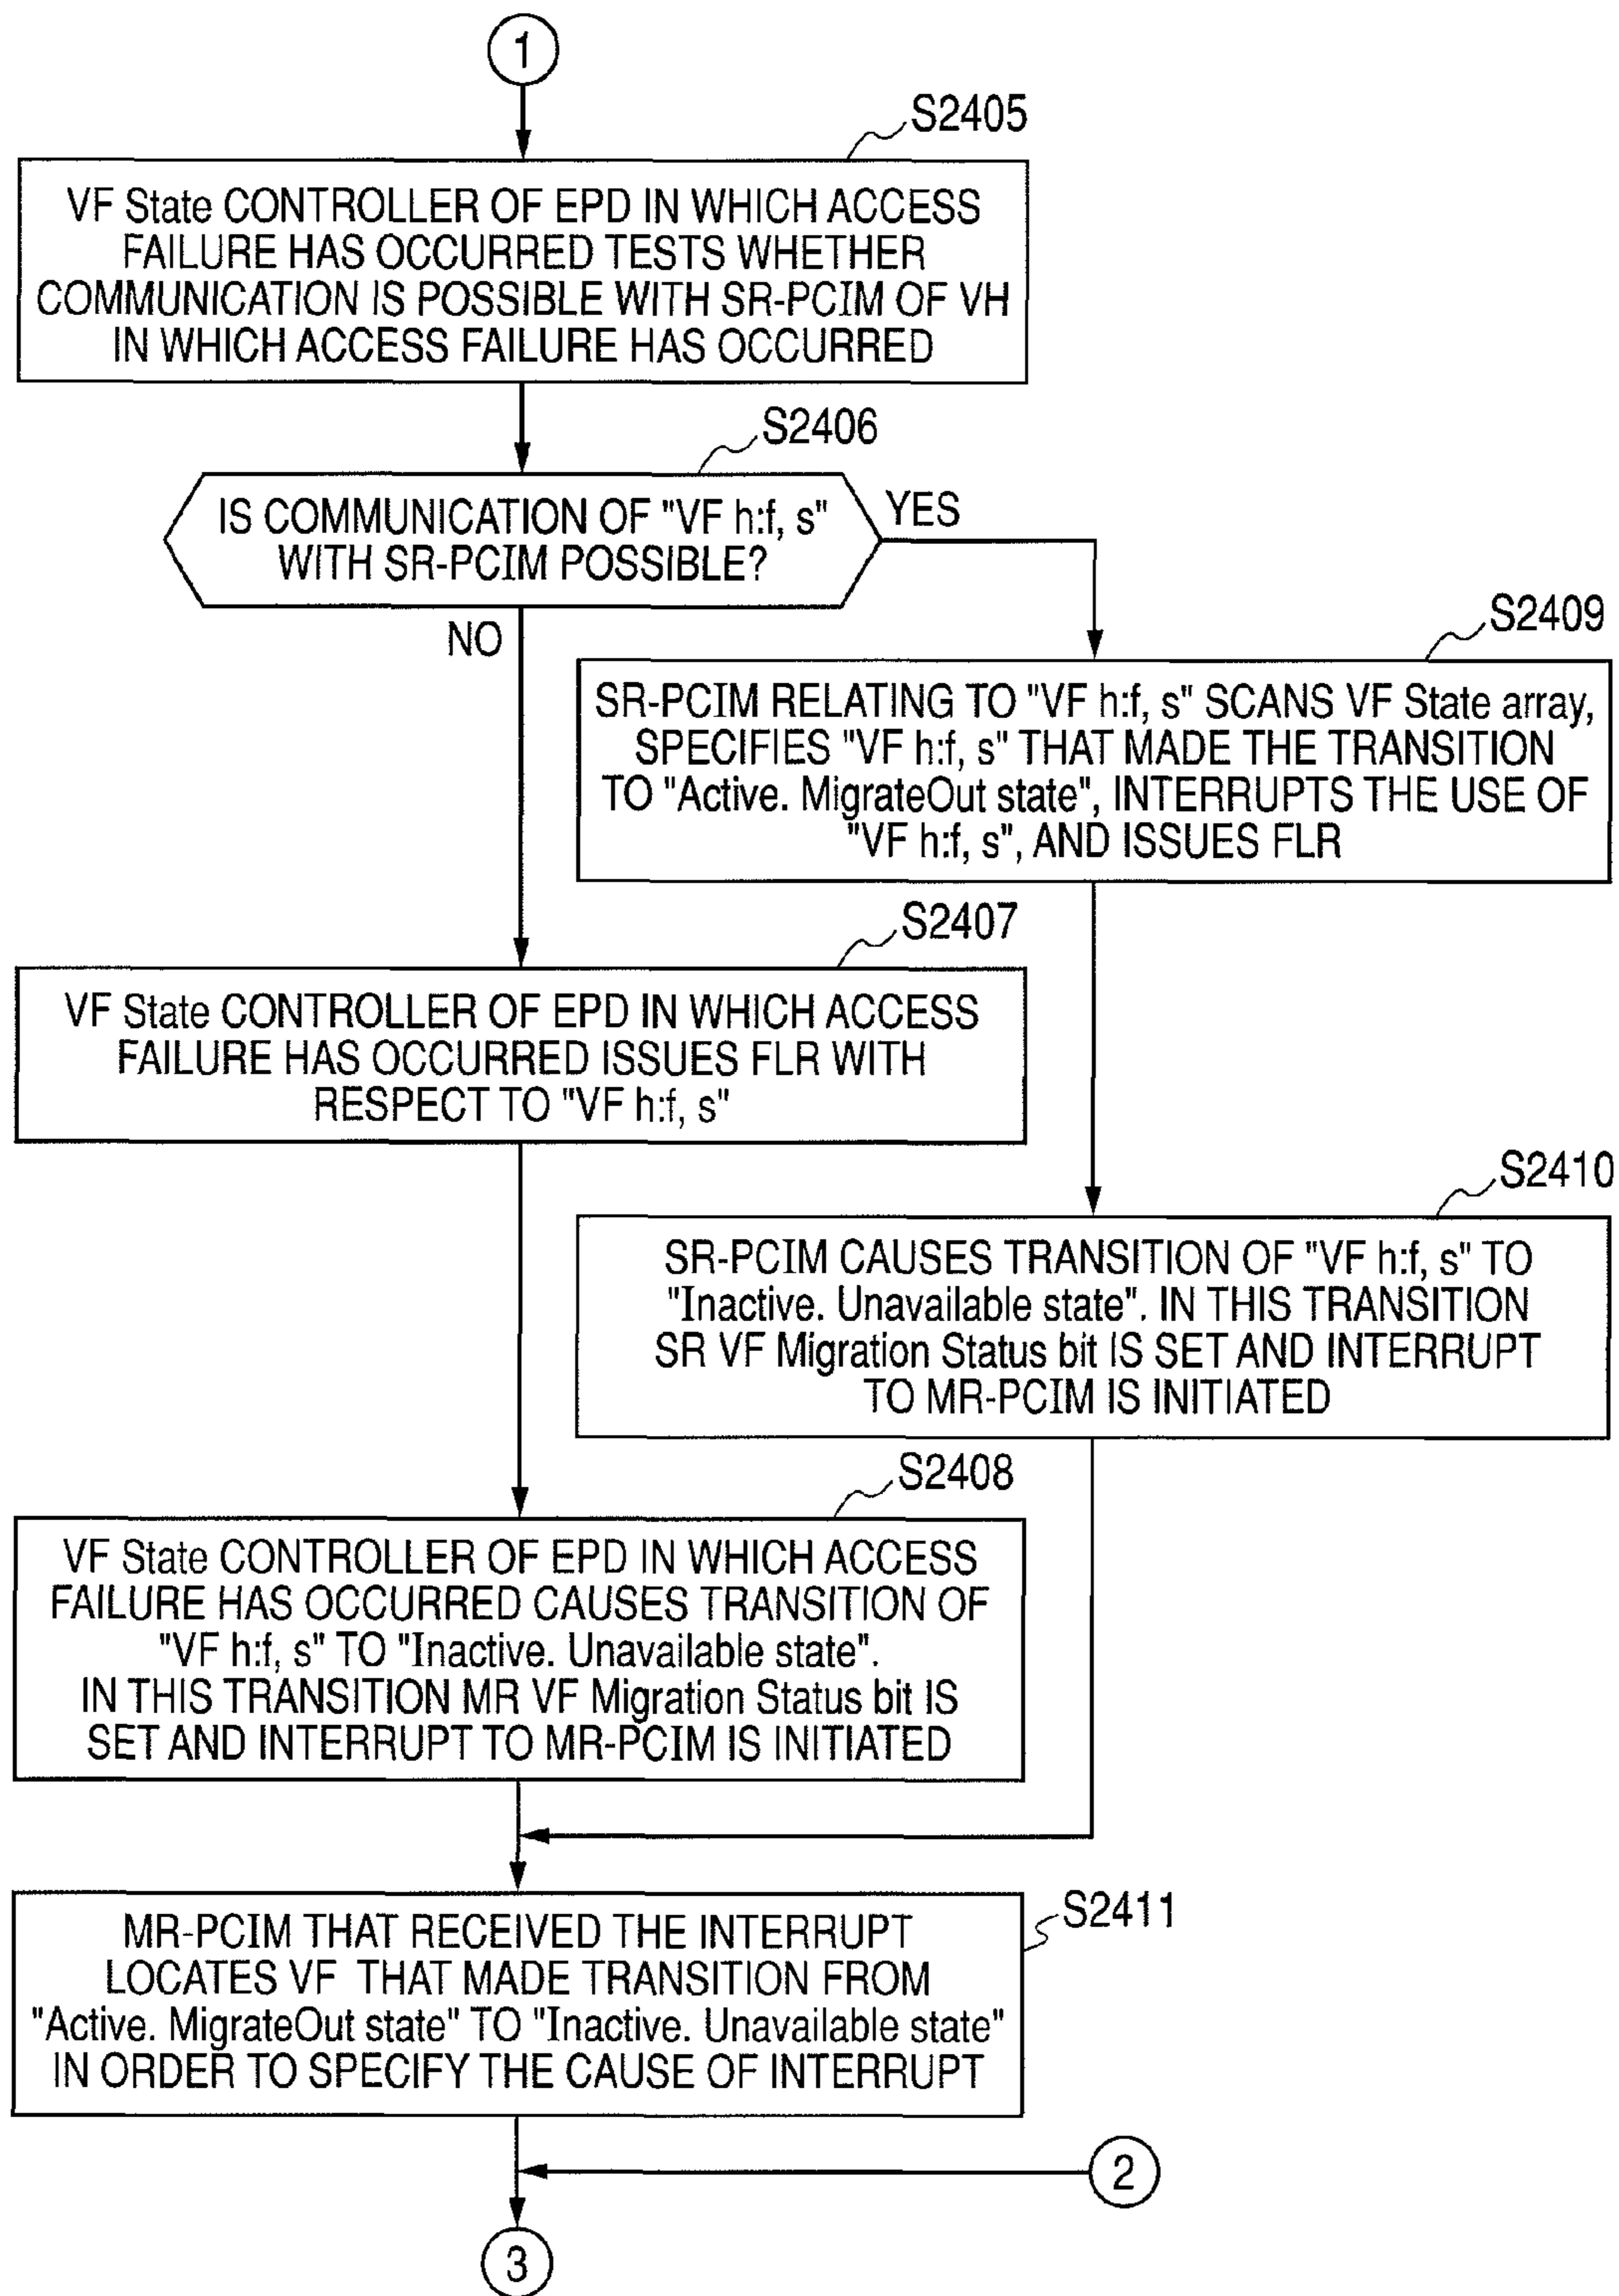 1
S2405
VF State CONTROLLER OF EPD IN WHICH ACCESS
FAILURE HAS OCCURRED TESTS WHETHER
COMMUNICATION IS POSSIBLE WITH SR-PCIM OF VH
IN WHICH ACCESS FAILURE HAS OCCURRED
S2406
IS COMMUNICATION OF "VF h:f, s"
WITH SR-PCIM POSSIBLE?
YES
NO
S2409
SR-PCIM RELATING TO "VF h:f, s" SCANS VF State array,
SPECIFIES "VF h:f, s" THAT MADE THE TRANSITION
TO "Active. MigrateOut state", INTERRUPTS THE USE OF
"VF h:f, s", AND ISSUES FLR
S2407
VF State CONTROLLER OF EPD IN WHICH ACCESS
FAILURE HAS OCCURRED ISSUES FLR WITH
RESPECT TO "VF h:f, s"
S2410
SR-PCIM CAUSES TRANSITION OF "VF h:f, s" TO
"Inactive. Unavailable state". IN THIS TRANSITION
SR VF Migration Status bit IS SET AND INTERRUPT
TO MR-PCIM IS INITIATED
S2408
VF State CONTROLLER OF EPD IN WHICH ACCESS
FAILURE HAS OCCURRED CAUSES TRANSITION OF
"VF h:f, s" TO "Inactive. Unavailable state".
IN THIS TRANSITION MR VF Migration Status bit IS
SET AND INTERRUPT TO MR-PCIM IS INITIATED
S2411
MR-PCIM THAT RECEIVED THE INTERRUPT
LOCATES VF THAT MADE TRANSITION FROM
"Active. MigrateOut state" TO "Inactive. Unavailable state"
IN ORDER TO SPECIFY THE CAUSE OF INTERRUPT
2
3